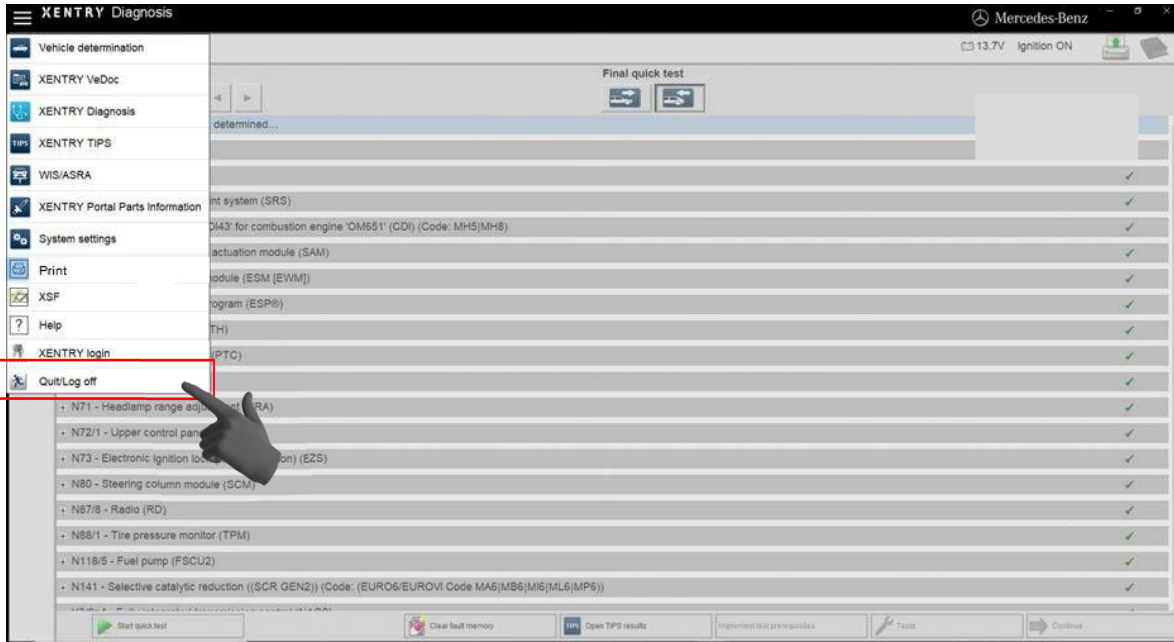 XENTRY Diagnosis
Mercedes-Benz
Vehicle determination
13.7V Ignition ON
XENTRY VeDoc
Final quick test
XENTRY Diagnosis
determined...
TIPS XENTRY TIPS
WIS/ASRA
XENTRY Portal Parts Information
nt system (SRS)
DI43' for combustion engine 'OM651' (CDI) (Code: MH5|MH8)
System settings
actuation module (SAM)
Print
odule (ESM [EWM])
XSF
rogram (ESP®)
? Help
TH)
XENTRY login
(PTC)
Quit/Log off
+ N71 - Headlamp range RA)
+ N72/1 - Upper control
+ N73 - Electronic ignition on) (EZS)
+ N80 - Steering column module (SCM)
+ N87/8 - Radio (RD)
+ N88/1 - Tire pressure monitor (TPM)
+ N118/5 - Fuel pump (FSCU2)
+ N141 - Selective catalytic reduction ((SCR GEN2)) (Code: (EURO6/EUROVI Code MA6|MB6|MI6|ML6|MP6))
Start quick test
Clear fault memory
TIPS Open TIPS results
Implement test prerequisites
Tests
Continue